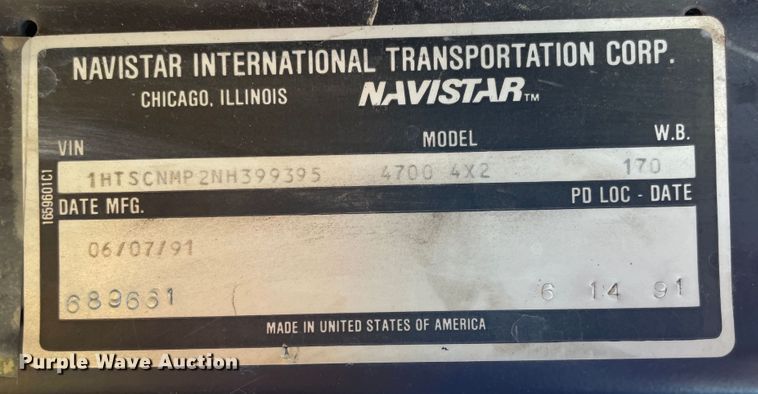 NAVISTAR INTERNATIONAL TRANSPORTATION CORP.
CHICAGO, ILLINOIS NAVISTAR™
VIN MODEL W.B.
1HTSCNMP2NH399395 4700 4X2 170
DATE MFG. PD LOC - DATE
06/07/91
689661 6 14 91
MADE IN UNITED STATES OF AMERICA
1659601C1
Purple Wave Auction